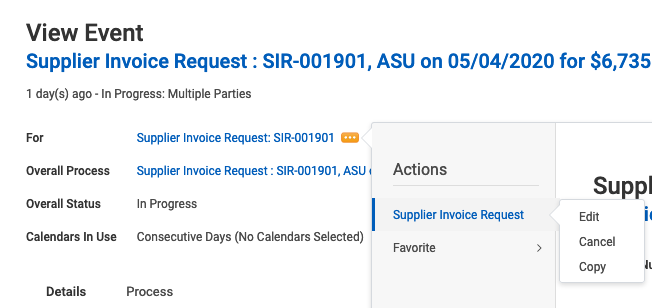 View Event
Supplier Invoice Request : SIR-001901, ASU on 05/04/2020 for $6,735
1 day(s) ago - In Progress: Multiple Parties
For Supplier Invoice Request: SIR-001901
Overall Process Supplier Invoice Request : SIR-001901, ASU
Overall Status In Progress
Calendars In Use Consecutive Days (No Calendars Selected)
Details Process
Actions
Supplier Invoice Request
Favorite
Edit
Cancel
Copy